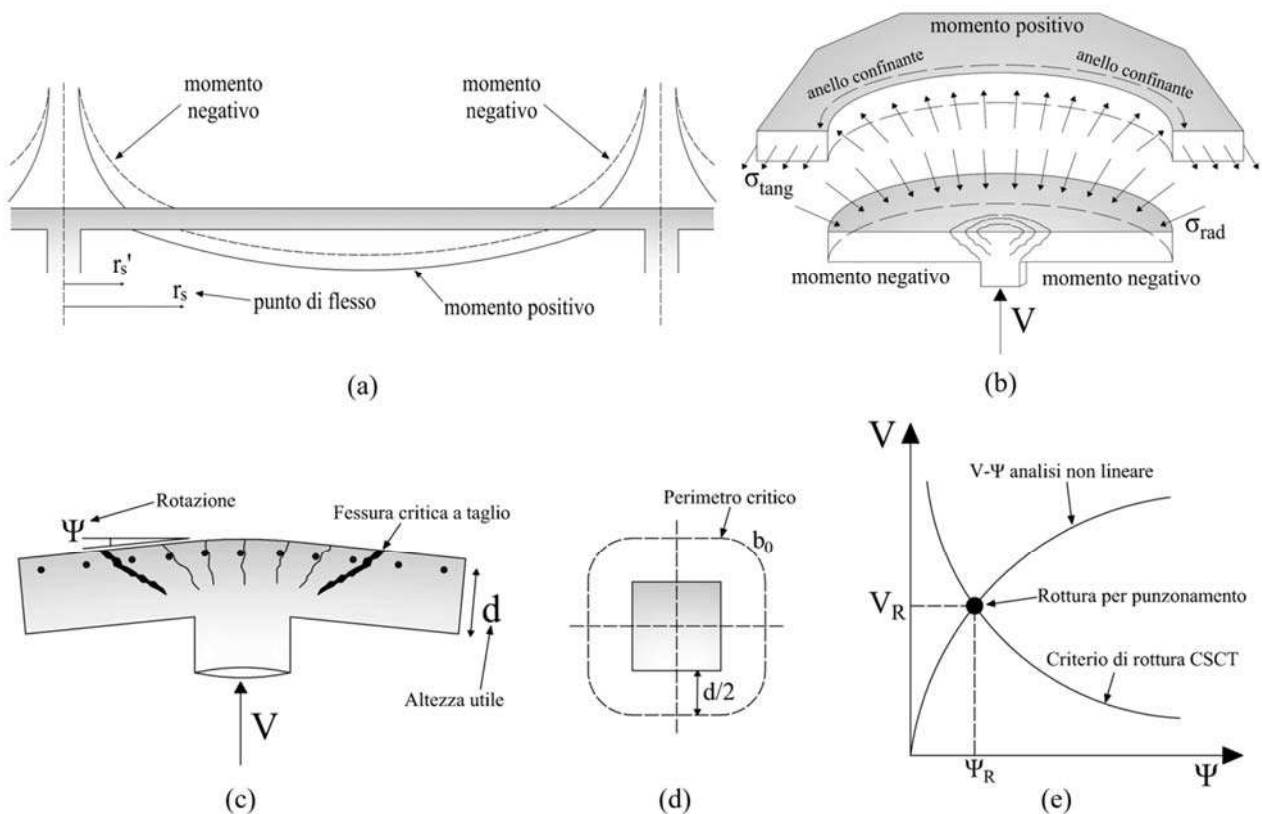 momento
negativo
momento
negativo
r_s'
r_s
punto di flesso
momento positivo
(a)
momento positivo
anello confinante
anello confinante
σ_tang
σ_rad
momento negativo
momento negativo
V
(b)
Rotazione
Ψ
Fessura critica a taglio
d
Altezza utile
V
(c)
Perimetro critico
b_0
d/2
(d)
V
V-Ψ analisi non lineare
V_R
Rottura per punzonamento
Criterio di rottura CSCT
Ψ_R
Ψ
(e)